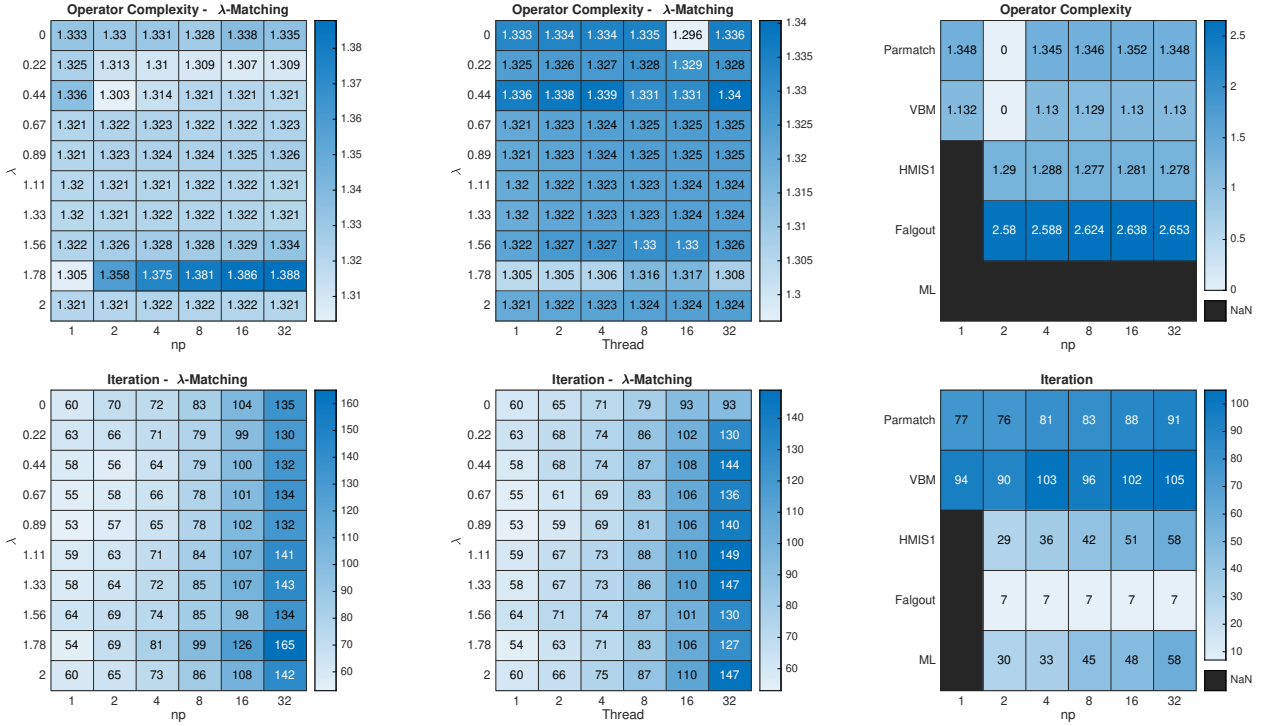 Operator Complexity - λ-Matching
λ
0 1.333 1.33 1.331 1.328 1.338 1.335
0.22 1.325 1.313 1.31 1.309 1.307 1.309
0.44 1.336 1.303 1.314 1.321 1.321 1.321
0.67 1.321 1.322 1.323 1.322 1.322 1.323
0.89 1.321 1.323 1.324 1.324 1.325 1.326
1.11 1.32 1.321 1.321 1.322 1.322 1.321
1.33 1.32 1.321 1.322 1.322 1.322 1.321
1.56 1.322 1.326 1.328 1.328 1.329 1.334
1.78 1.305 1.358 1.375 1.381 1.386 1.388
2 1.321 1.321 1.322 1.322 1.322 1.321
1 2 4 8 16 32
np
1.38
1.37
1.36
1.35
1.34
1.33
1.32
1.31
Operator Complexity - λ-Matching
λ
0 1.333 1.334 1.334 1.335 1.296 1.336
0.22 1.325 1.326 1.327 1.328 1.329 1.328
0.44 1.336 1.338 1.339 1.331 1.331 1.34
0.67 1.321 1.323 1.324 1.325 1.325 1.325
0.89 1.321 1.323 1.324 1.325 1.325 1.325
1.11 1.32 1.322 1.323 1.323 1.324 1.324
1.33 1.32 1.322 1.323 1.323 1.324 1.324
1.56 1.322 1.327 1.327 1.33 1.33 1.326
1.78 1.305 1.305 1.306 1.316 1.317 1.308
2 1.321 1.322 1.323 1.324 1.324 1.324
1 2 4 8 16 32
Thread
1.34
1.335
1.33
1.325
1.32
1.315
1.31
1.305
1.3
Operator Complexity
Parmatch 1.348 0 1.345 1.346 1.352 1.348
VBM 1.132 0 1.13 1.129 1.13 1.13
HMIS1 1.29 1.288 1.277 1.281 1.278
Falgout 2.58 2.588 2.624 2.638 2.653
ML
1 2 4 8 16 32
np
2.5
2
1.5
1
0.5
0
NaN
Iteration - λ-Matching
λ
0 60 70 72 83 104 135
0.22 63 66 71 79 99 130
0.44 58 56 64 79 100 132
0.67 55 58 66 78 101 134
0.89 53 57 65 78 102 132
1.11 59 63 71 84 107 141
1.33 58 64 72 85 107 143
1.56 64 69 74 85 98 134
1.78 54 69 81 99 126 165
2 60 65 73 86 108 142
1 2 4 8 16 32
np
160
150
140
130
120
110
100
90
80
70
60
Iteration - λ-Matching
λ
0 60 65 71 79 93 93
0.22 63 68 74 86 102 130
0.44 58 68 74 87 108 144
0.67 55 61 69 83 106 136
0.89 53 59 69 81 106 140
1.11 59 67 73 88 110 149
1.33 58 67 73 86 110 147
1.56 64 71 74 87 101 130
1.78 54 63 71 83 106 127
2 60 66 75 87 110 147
1 2 4 8 16 32
Thread
140
130
120
110
100
90
80
70
60
Iteration
Parmatch 77 76 81 83 88 91
VBM 94 90 103 96 102 105
HMIS1 29 36 42 51 58
Falgout 7 7 7 7 7
ML 30 33 45 48 58
1 2 4 8 16 32
np
100
90
80
70
60
50
40
30
20
10
NaN